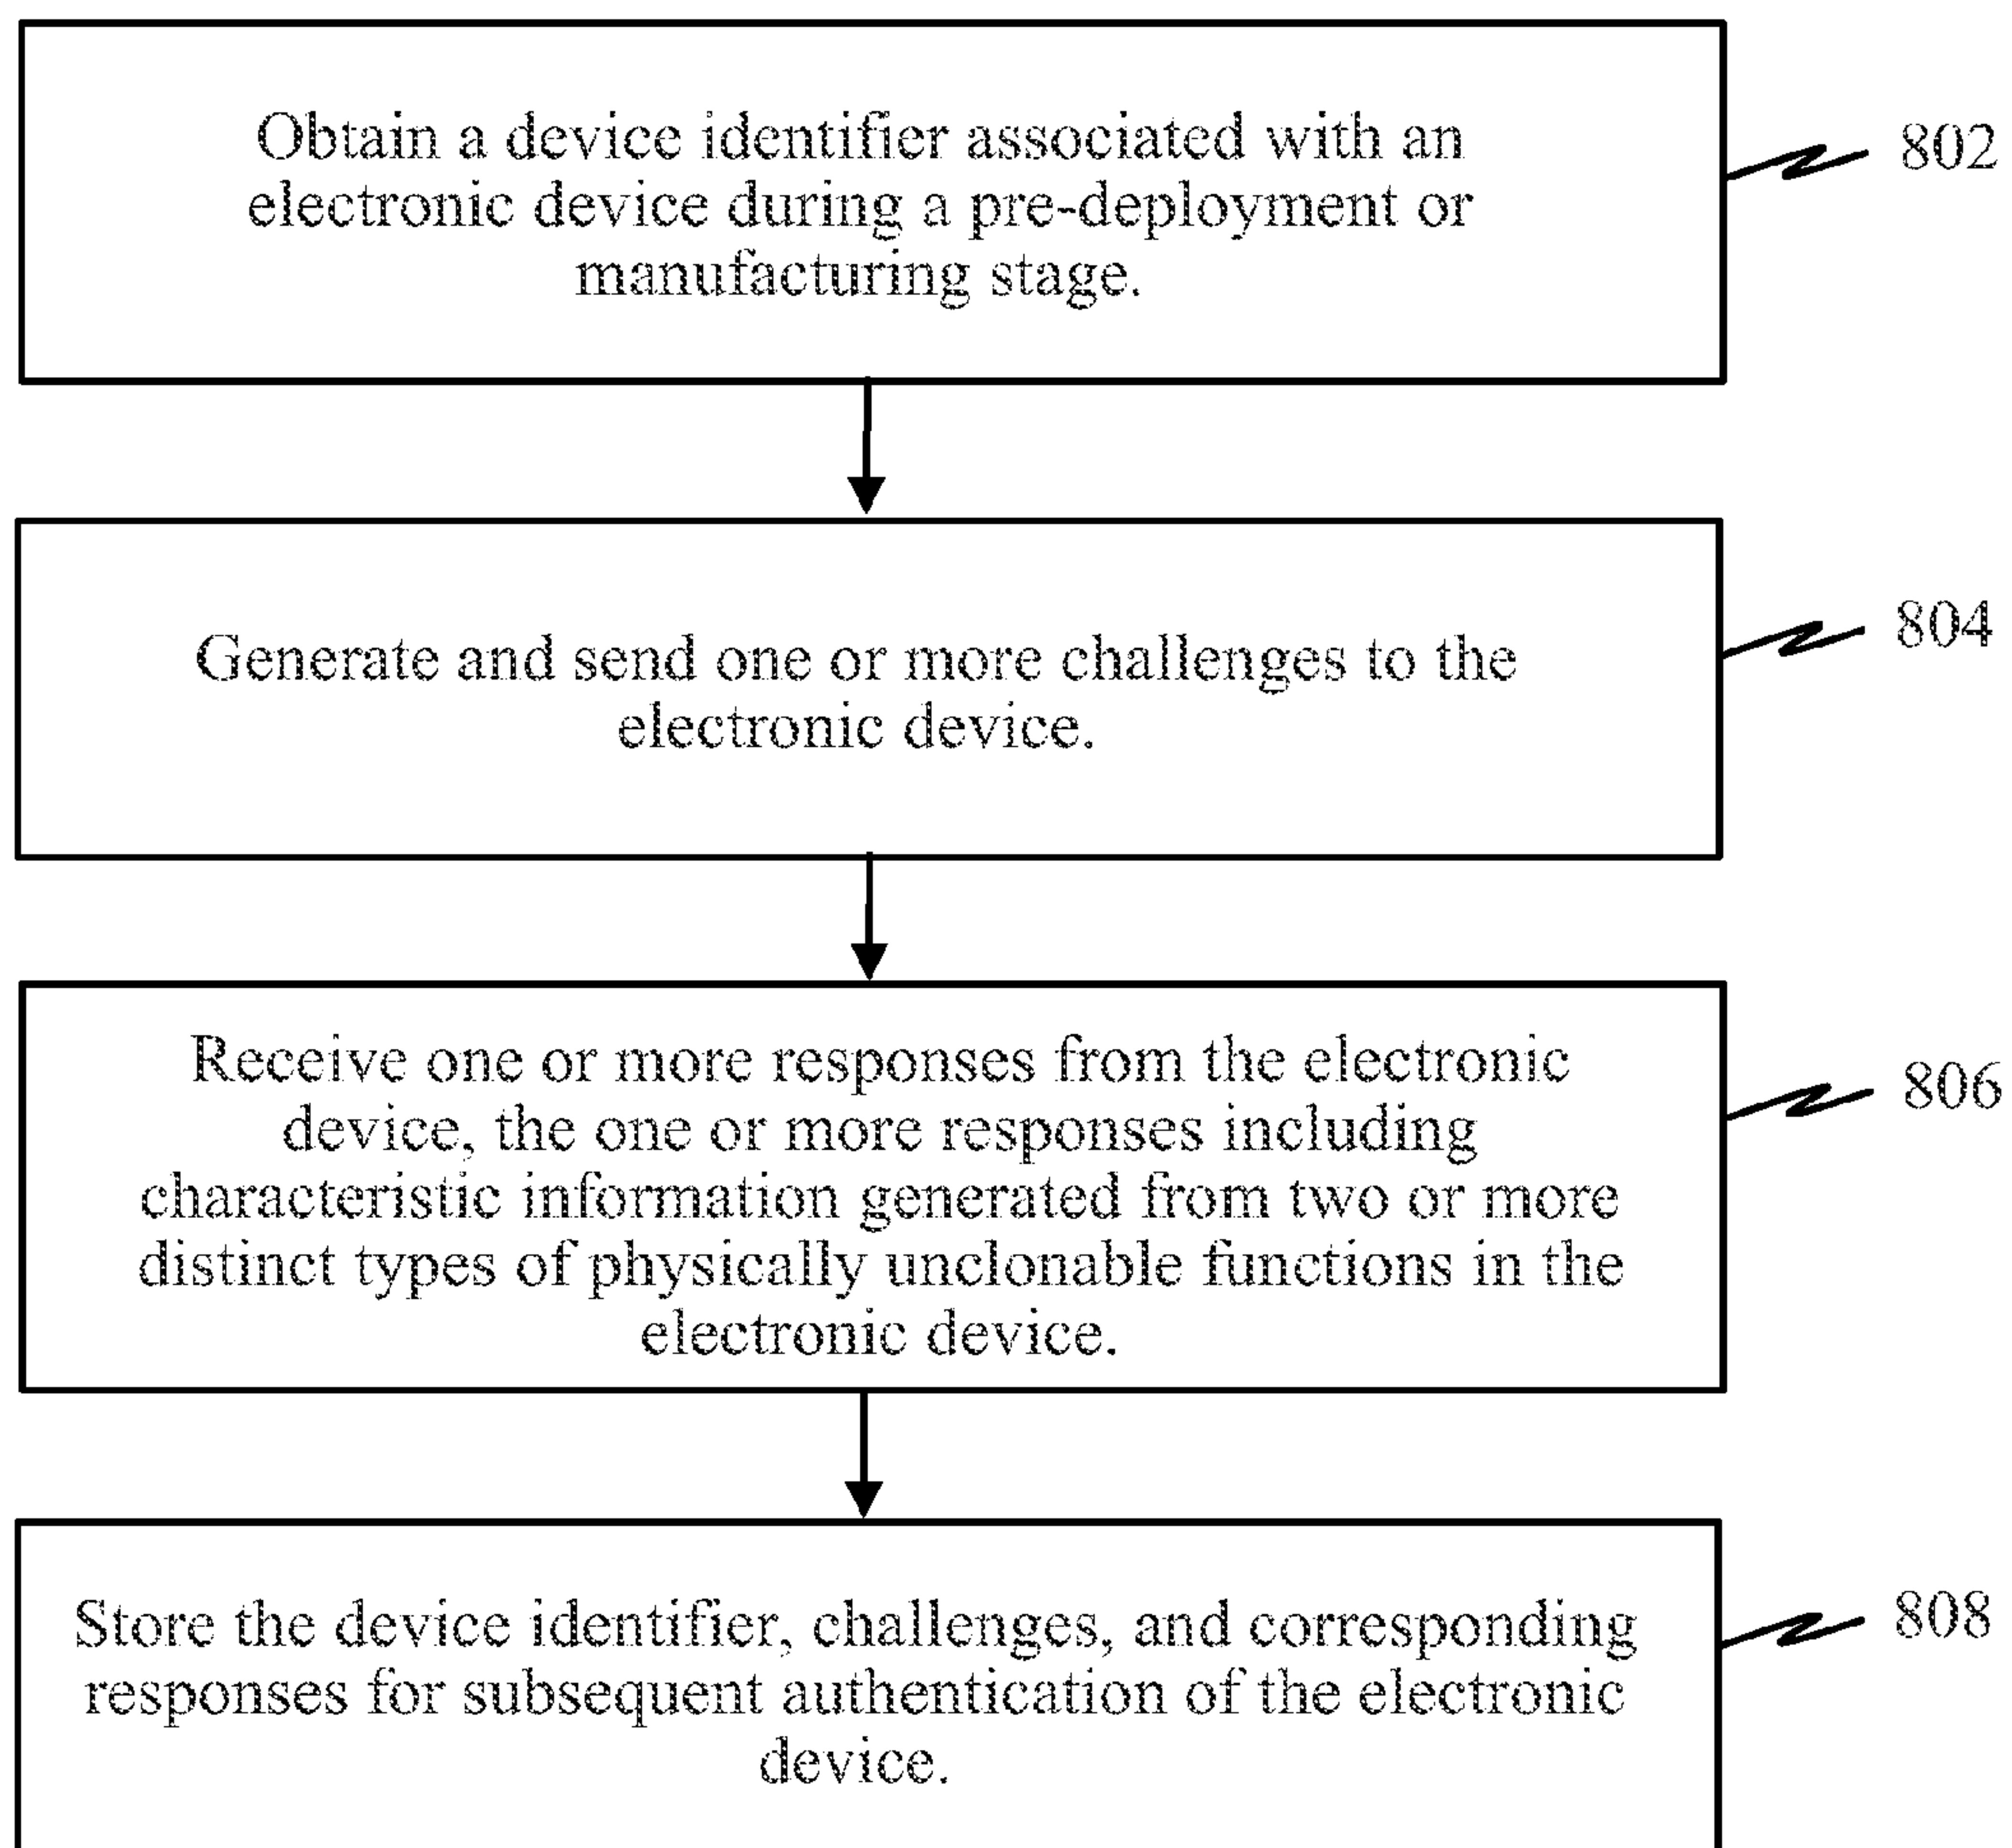 Obtain a device identifier associated with an
electronic device during a pre-deployment or
manufacturing stage.
802
Generate and send one or more challenges to the
electronic device.
804
Receive one or more responses from the electronic
device, the one or more responses including
characteristic information generated from two or more
distinct types of physically unclonable functions in the
electronic device.
806
Store the device identifier, challenges, and corresponding
responses for subsequent authentication of the electronic
device.
808